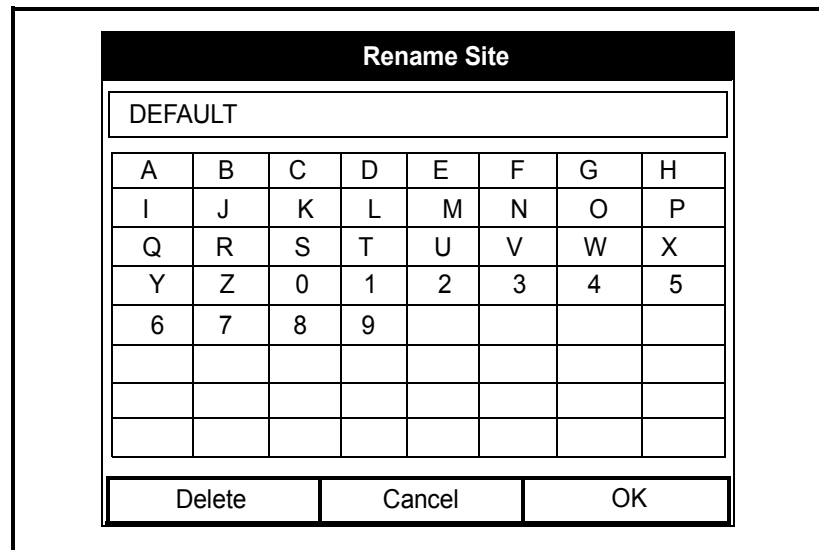 Rename Site
DEFAULT
A B C D E F G H
I J K L M N O P
Q R S T U V W X
Y Z 0 1 2 3 4 5
6 7 8 9
Delete Cancel OK